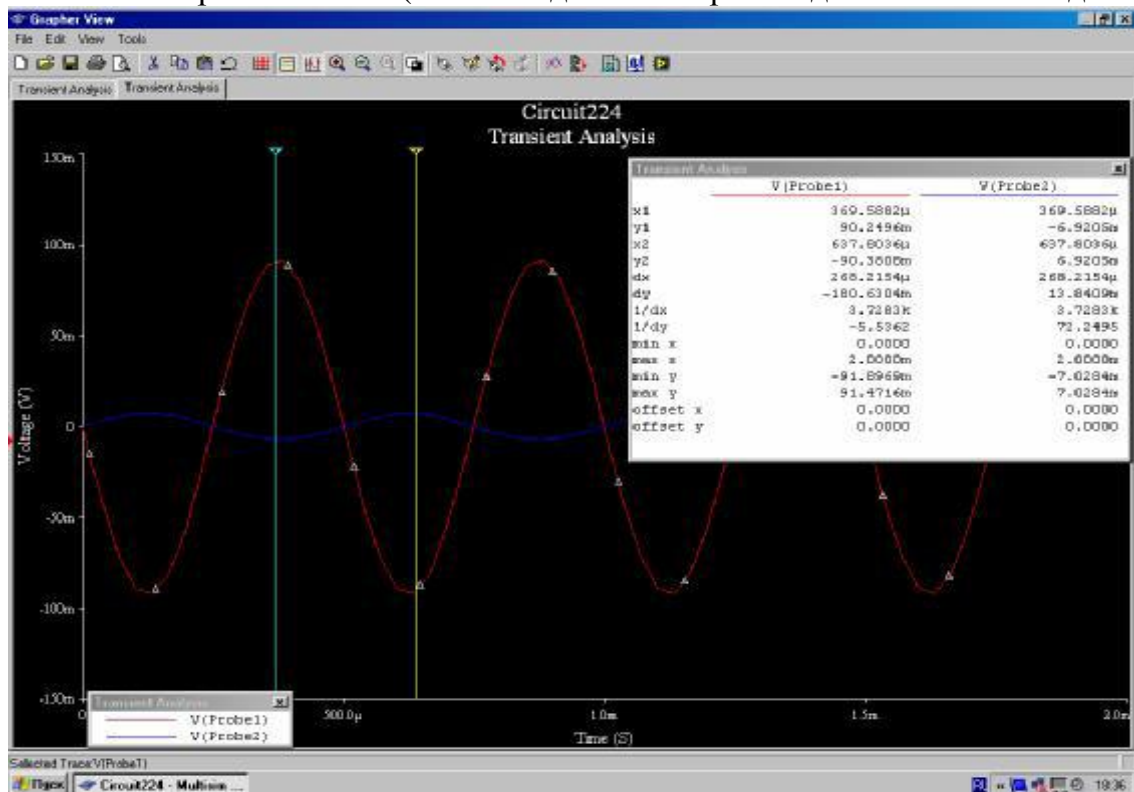 Grapher View
File Edit View Tools
Transient Analysis Transient Analysis
Circuit224
Transient Analysis
Transient Analysis
V(Probe1) V(Probe2)
x1 369.5882µ 369.5882µ
y1 90.2496m -6.9205m
x2 637.8036µ 637.8036µ
y2 -90.3808m 6.9205m
dx 268.2154µ 268.2154µ
dy -180.6304m 13.8409m
1/dx 3.7283k 3.7283k
1/dy -5.5362 72.2495
min x 0.0000 0.0000
max x 2.0000m 2.0000m
min y -91.8968m -7.0284m
max y 91.4716m 7.0284m
offset x 0.0000 0.0000
offset y 0.0000 0.0000
150m
100m
50m
0
-50m
-100m
-150m
Voltage (V)
0 500.0µ 1.0m 1.5m 2.0m
Time (S)
Transient Analysis
V(Probe1)
V(Probe2)
Selected Trace:V(Probe1)
Пуск Circuit224 - Multisim ... 19:36